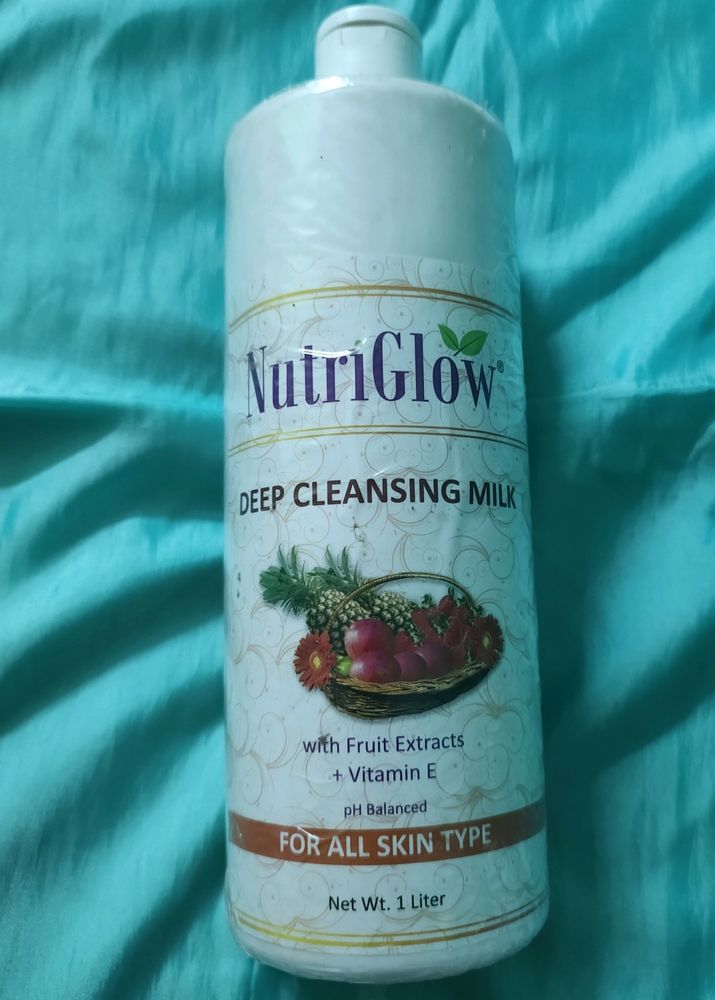 NutriGlow®
DEEP CLEANSING MILK
with Fruit Extracts
+ Vitamin E
pH Balanced
FOR ALL SKIN TYPE
Net Wt. 1 Liter